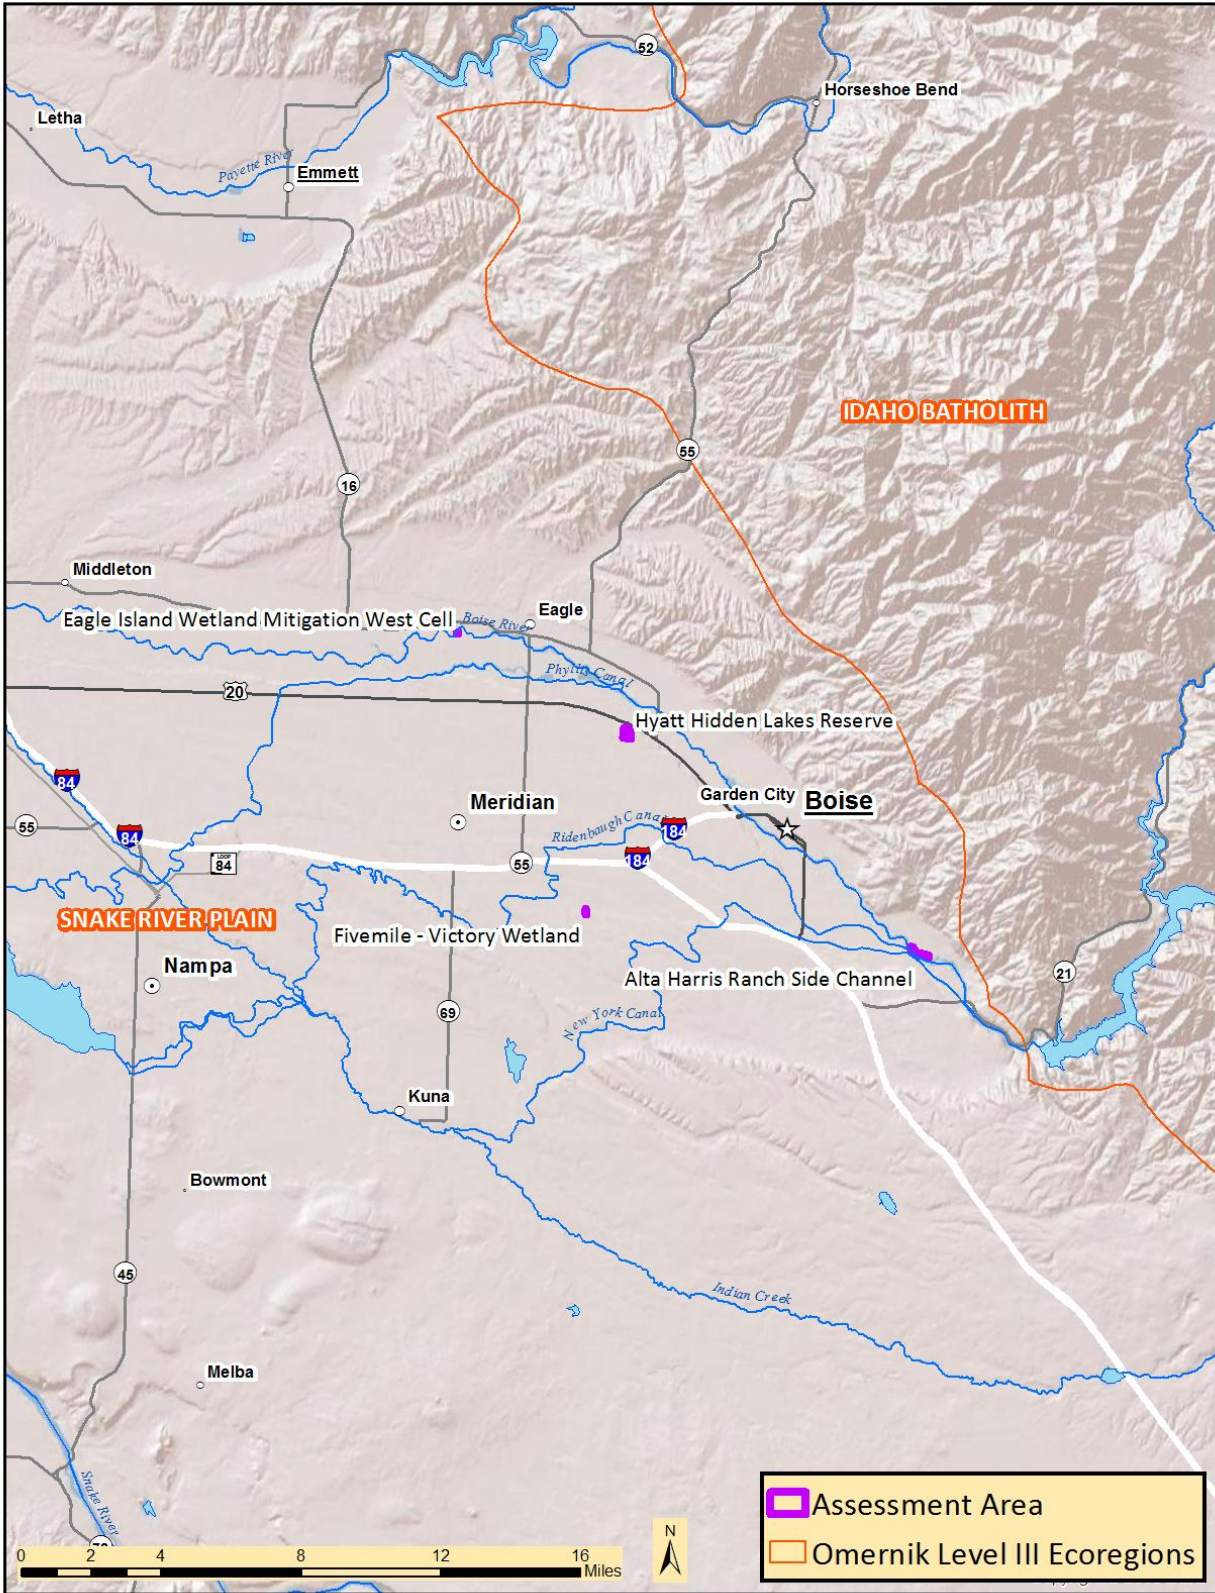 52
Horseshoe Bend
Letha
Payette River
Emmett
IDAHO BATHOLITH
55
16
Middleton
Eagle Island Wetland Mitigation West Cell
Boise River
Eagle
Phyllis Canal
20
Hyatt Hidden Lakes Reserve
84
Garden City
Boise
Meridian
Ridenbaugh Canal
184
55
84
184
55
LOOP
84
SNAKE RIVER PLAIN
Fivemile - Victory Wetland
Nampa
Alta Harris Ranch Side Channel
21
69
New York Canal
Kuna
Bowmont
45
Indian Creek
Melba
Snake River
Assessment Area
Omernik Level III Ecoregions
N
0 2 4 8 12 16
Miles